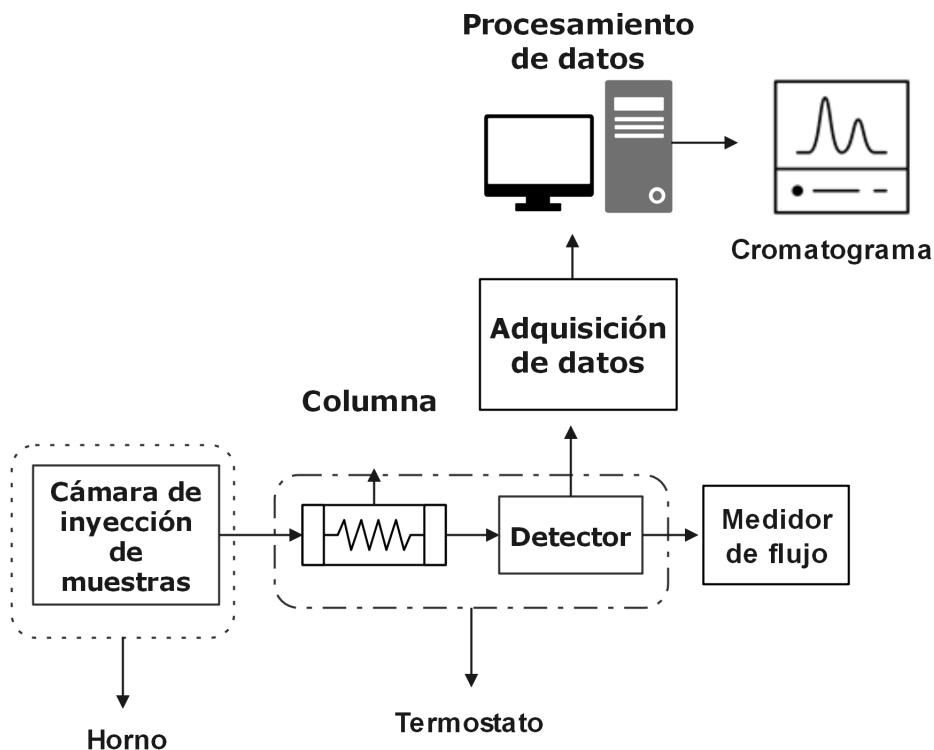 Procesamiento
de datos
Cromatograma
Adquisición
de datos
Columna
Cámara de
inyección
de
muestras
Detector
Medidor
de flujo
Termostato
Horno